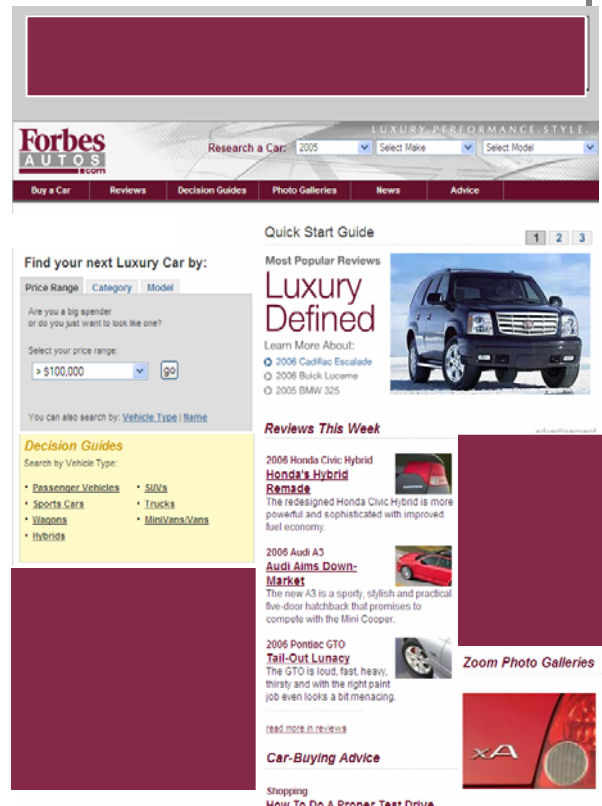 LUXURY. PERFORMANCE. STYLE.
Forbes
AUTOS
.com
Research a Car: 2005 Select Make Select Model
Buy a Car Reviews Decision Guides Photo Galleries News Advice
Find your next Luxury Car by:
Price Range Category Model
Are you a big spender
or do you just want to look like one?
Select your price range:
> $100,000 go
You can also search by: Vehicle Type | Name
Decision Guides
Search by Vehicle Type:
• Passenger Vehicles • SUVs
• Sports Cars • Trucks
• Wagons • MiniVans/Vans
• Hybrids
Quick Start Guide 1 2 3
Most Popular Reviews
Luxury
Defined
Learn More About:
2006 Cadillac Escalade
2006 Buick Lucerne
2005 BMW 325
advertisement
Reviews This Week
2006 Honda Civic Hybrid
Honda's Hybrid
Remade
The redesigned Honda Civic Hybrid is more
powerful and sophisticated with improved
fuel economy.
2006 Audi A3
Audi Aims Down-
Market
The new A3 is a sporty, stylish and practical
five-door hatchback that promises to
compete with the Mini Cooper.
2006 Pontiac GTO
Tail-Out Lunacy
The GTO is loud, fast, heavy,
thirsty and with the right paint
job even looks a bit menacing.
read more in reviews
Car-Buying Advice
Shopping
How To Do A Proper Test Drive
Zoom Photo Galleries
xA